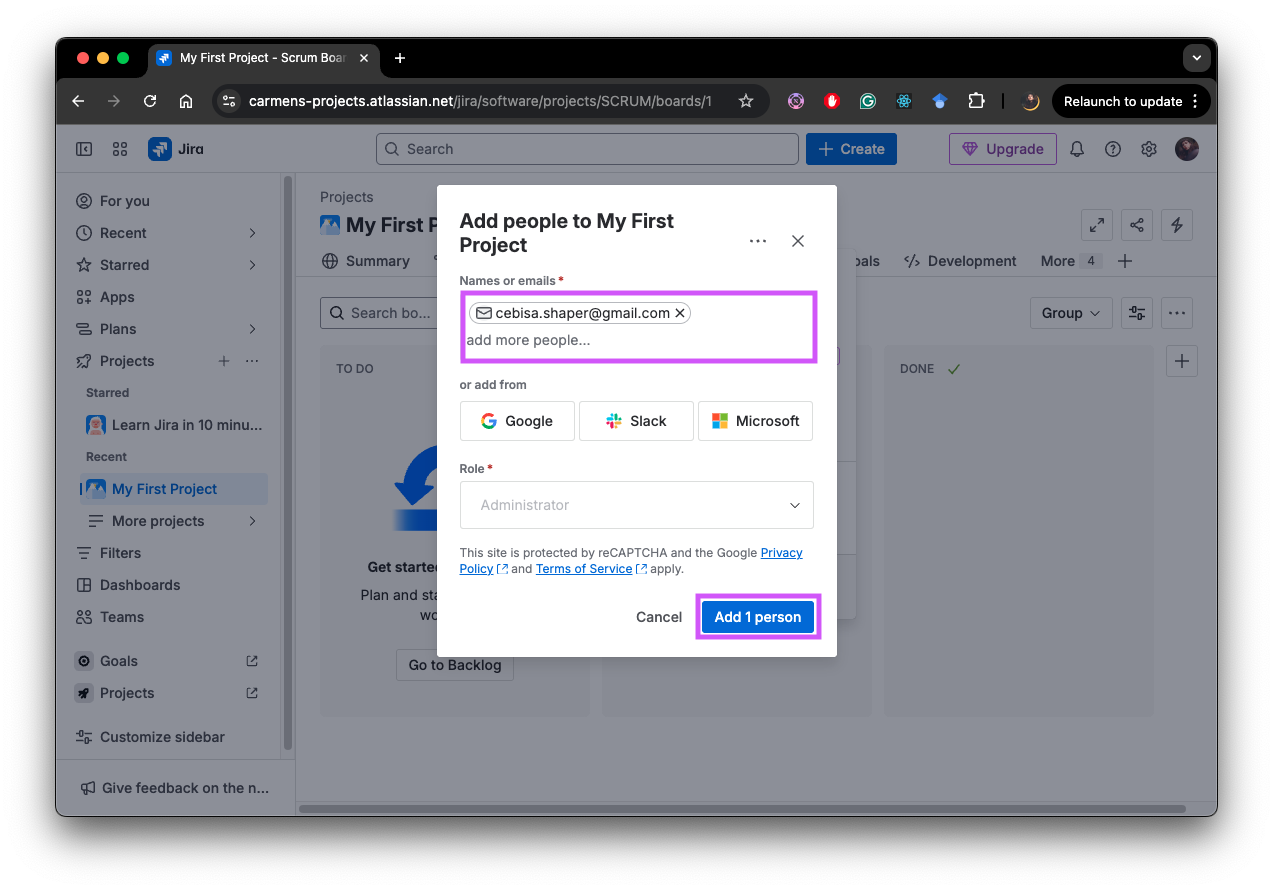 My First Project - Scrum Boar
carmens-projects.atlassian.net/jira/software/projects/SCRUM/boards/1
Relaunch to update
Jira
Search
Create
Upgrade
For you
Recent
Starred
Apps
Plans
Projects
Starred
Learn Jira in 10 minu...
Recent
My First Project
More projects
Filters
Dashboards
Teams
Goals
Projects
Customize sidebar
Give feedback on the n...
Projects
My First P
Summary
oals
Development
More 4
Search bo...
Group
TO DO
DONE
Get starte
Plan and sta
wo
Go to Backlog
Add people to My First
Project
Names or emails*
cebisa.shaper@gmail.com
add more people...
or add from
Google
Slack
Microsoft
Role*
Administrator
This site is protected by reCAPTCHA and the Google Privacy
Policy and Terms of Service apply.
Cancel
Add 1 person